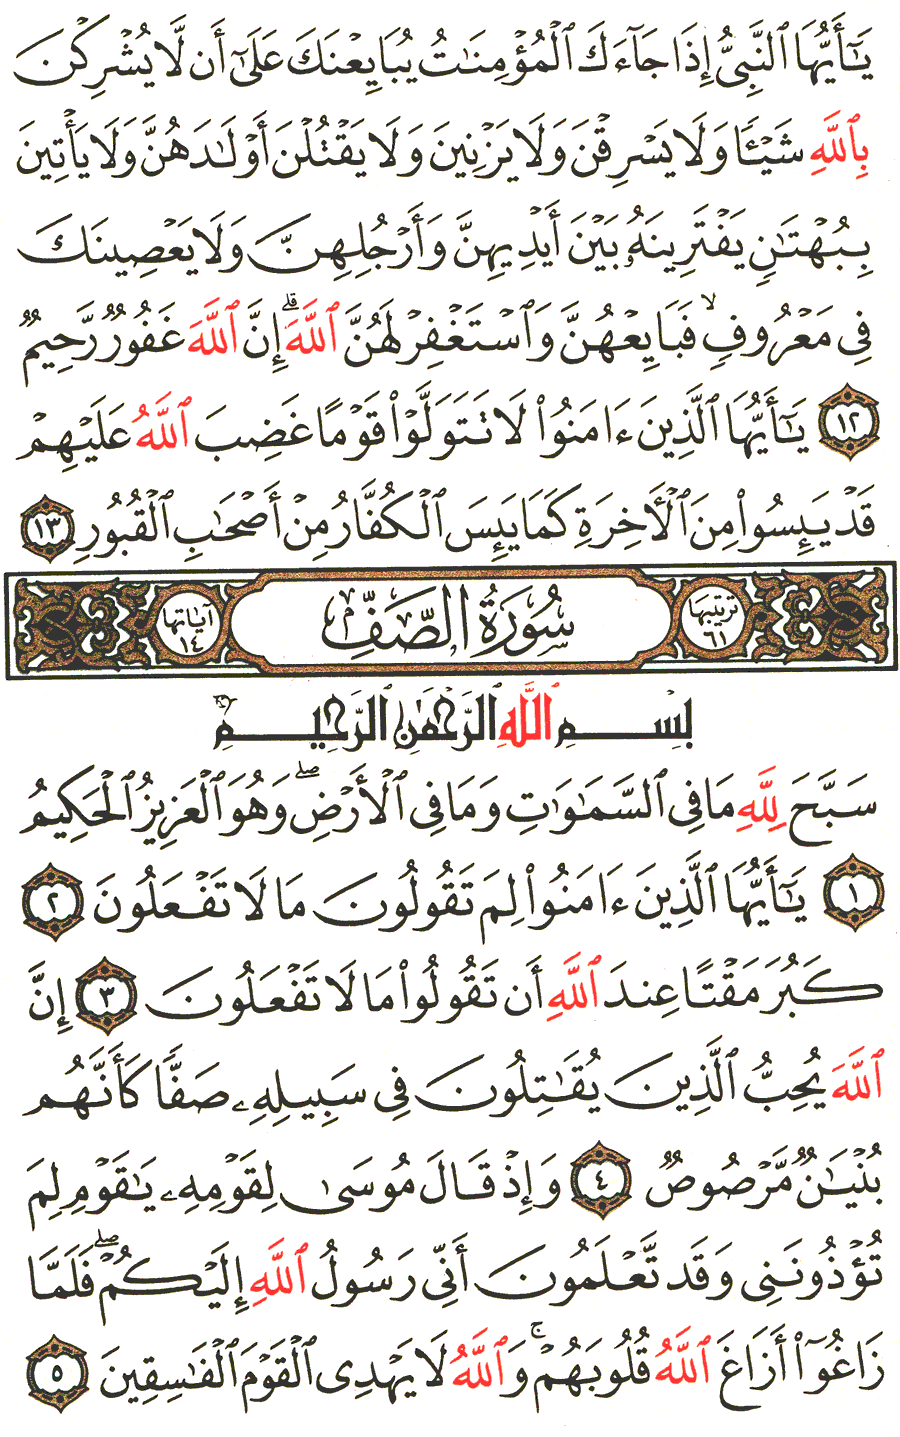 يَـٰٓأَيُّهَا ٱلنَّبِىُّ إِذَا جَآءَكَ ٱلْمُؤْمِنَـٰتُ يُبَايِعْنَكَ عَلَىٰٓ أَن لَّا يُشْرِكْنَ
بِٱللَّهِ شَيْـًٔا وَلَا يَسْرِقْنَ وَلَا يَزْنِينَ وَلَا يَقْتُلْنَ أَوْلَـٰدَهُنَّ وَلَا يَأْتِينَ
بِبُهْتَـٰنٍ يَفْتَرِينَهُۥ بَيْنَ أَيْدِيهِنَّ وَأَرْجُلِهِنَّ وَلَا يَعْصِينَكَ
فِى مَعْرُوفٍ ۙ فَبَايِعْهُنَّ وَٱسْتَغْفِرْ لَهُنَّ ٱللَّهَ ۗ إِنَّ ٱللَّهَ غَفُورٌ رَّحِيمٌ
١٢ يَـٰٓأَيُّهَا ٱلَّذِينَ ءَامَنُوا۟ لَا تَتَوَلَّوْا۟ قَوْمًا غَضِبَ ٱللَّهُ عَلَيْهِمْ
قَدْ يَئِسُوا۟ مِنَ ٱلْـَٔاخِرَةِ كَمَا يَئِسَ ٱلْكُفَّارُ مِنْ أَصْحَـٰبِ ٱلْقُبُورِ ١٣
ترتيبها ٦١ سُورَةُ الصَّفِّ آياتها ١٤
بِسْمِ ٱللَّهِ ٱلرَّحْمَـٰنِ ٱلرَّحِيمِ
سَبَّحَ لِلَّهِ مَا فِى ٱلسَّمَـٰوَٰتِ وَمَا فِى ٱلْأَرْضِ ۖ وَهُوَ ٱلْعَزِيزُ ٱلْحَكِيمُ
١ يَـٰٓأَيُّهَا ٱلَّذِينَ ءَامَنُوا۟ لِمَ تَقُولُونَ مَا لَا تَفْعَلُونَ ٢
كَبُرَ مَقْتًا عِندَ ٱللَّهِ أَن تَقُولُوا۟ مَا لَا تَفْعَلُونَ ٣ إِنَّ
ٱللَّهَ يُحِبُّ ٱلَّذِينَ يُقَـٰتِلُونَ فِى سَبِيلِهِۦ صَفًّا كَأَنَّهُم
بُنْيَـٰنٌ مَّرْصُوصٌ ٤ وَإِذْ قَالَ مُوسَىٰ لِقَوْمِهِۦ يَـٰقَوْمِ لِمَ
تُؤْذُونَنِى وَقَد تَّعْلَمُونَ أَنِّى رَسُولُ ٱللَّهِ إِلَيْكُمْ ۖ فَلَمَّا
زَاغُوٓا۟ أَزَاغَ ٱللَّهُ قُلُوبَهُمْ ۚ وَٱللَّهُ لَا يَهْدِى ٱلْقَوْمَ ٱلْفَـٰسِقِينَ ٥